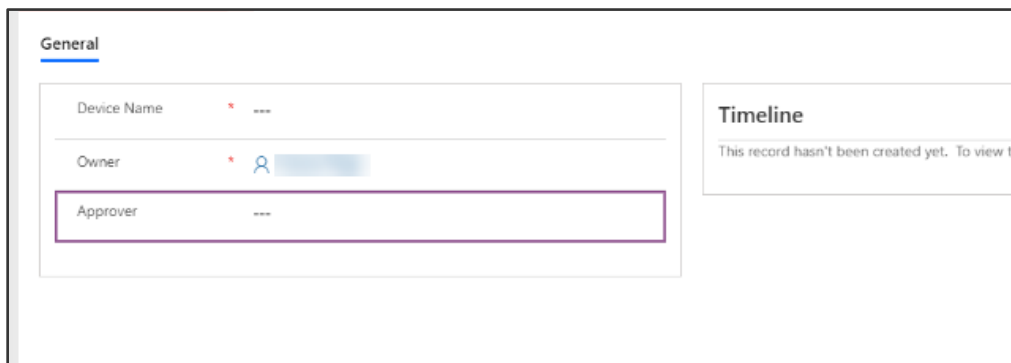 General
Device Name * ---
Owner *
Approver ---
Timeline
This record hasn't been created yet. To view